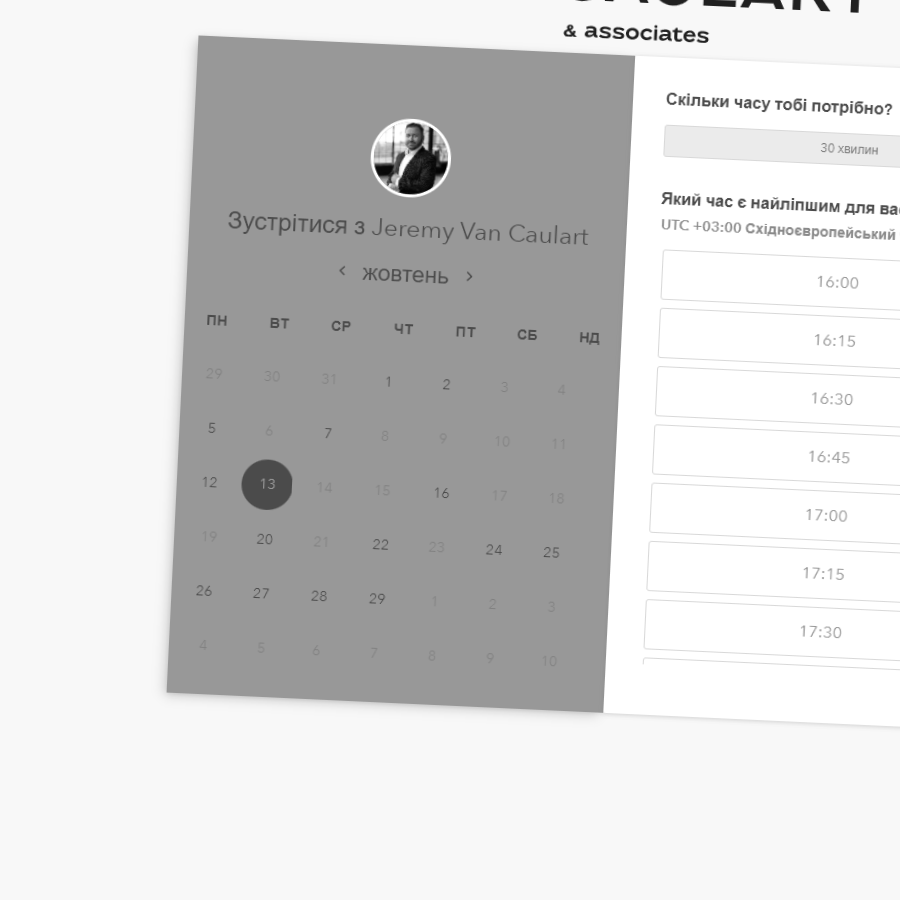 & associates
Зустрітися з Jeremy Van Caulart
жовтень
ПН ВТ СР ЧТ ПТ СБ НД
29 30 31 1 2 3 4
5 6 7 8 9 10 11
12 13 14 15 16 17 18
19 20 21 22 23 24 25
26 27 28 29 1 2 3
4 5 6 7 8 9 10
Скільки часу тобі потрібно?
30 хвилин
Який час є найліпшим для
UTC +03:00 Східноєвропейський
16:00
16:15
16:30
16:45
17:00
17:15
17:30